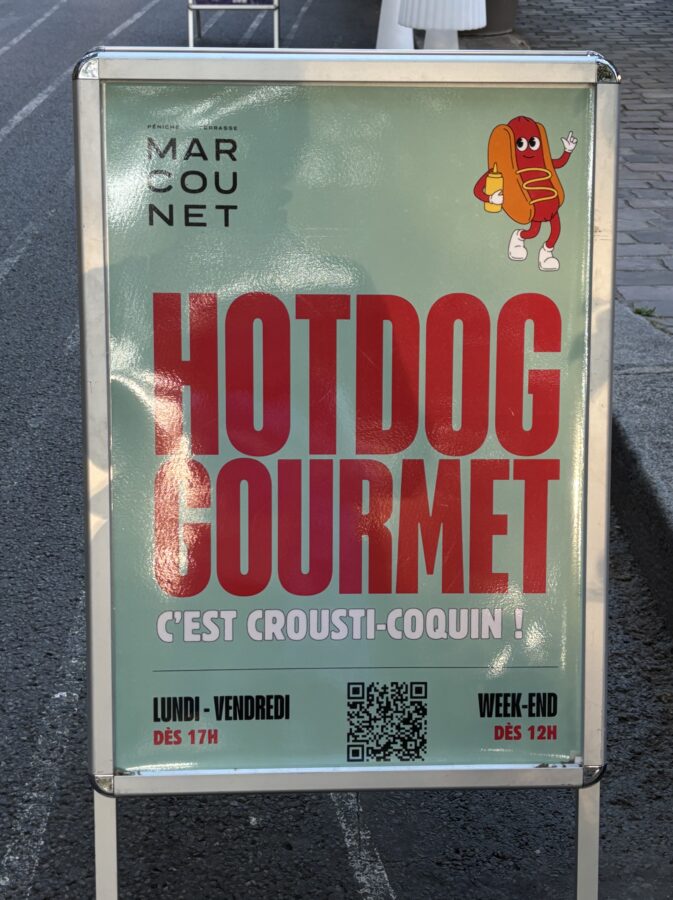 PÉNICHE TERRASSE
MAR
COU
NET
HOTDOG
GOURMET
C'EST CROUSTI-COQUIN !
LUNDI - VENDREDI
DÈS 17H
WEEK-END
DÈS 12H